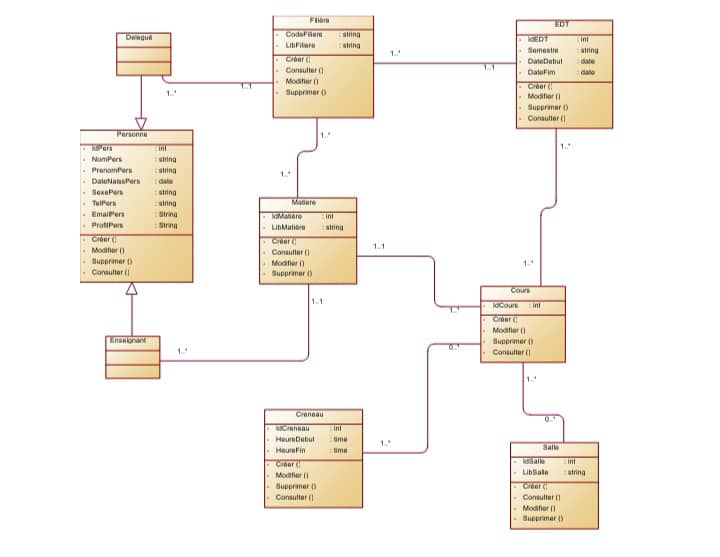 Filière
CodeFiliere : string
LibFiliere : string
Créer ()
Consulter ()
Modifier ()
Supprimer ()
EDT
IdEDT : int
Semestre : string
DateDebut : date
DateFim : date
Créer ()
Modifier ()
Supprimer ()
Consulter ()
Delegué
1..*
1..1
1..*
1..1
Personne
IdPers : int
NomPers : string
PrenomPers : string
DateNaissPers : date
SexePers : string
TelPers : string
EmailPers : String
ProfilPers : String
Créer ()
Modifier ()
Supprimer ()
Consulter ()
1..*
1..*
1..*
1..*
Matiere
IdMatière : int
LibMatière : string
Créer ()
Consulter ()
Modifier ()
Supprimer ()
1..1
1..1
1..*
Cours
IdCours : int
Créer ()
Modifier ()
Supprimer ()
Consulter ()
Enseignant
1..*
0..*
1..*
0..*
Creneau
IdCreneau : int
HeureDebut : time
HeureFin : time
Créer ()
Modifier ()
Supprimer ()
Consulter ()
1..*
Salle
IdSalle : int
LibSalle : string
Créer ()
Consulter ()
Modifier ()
Supprimer ()